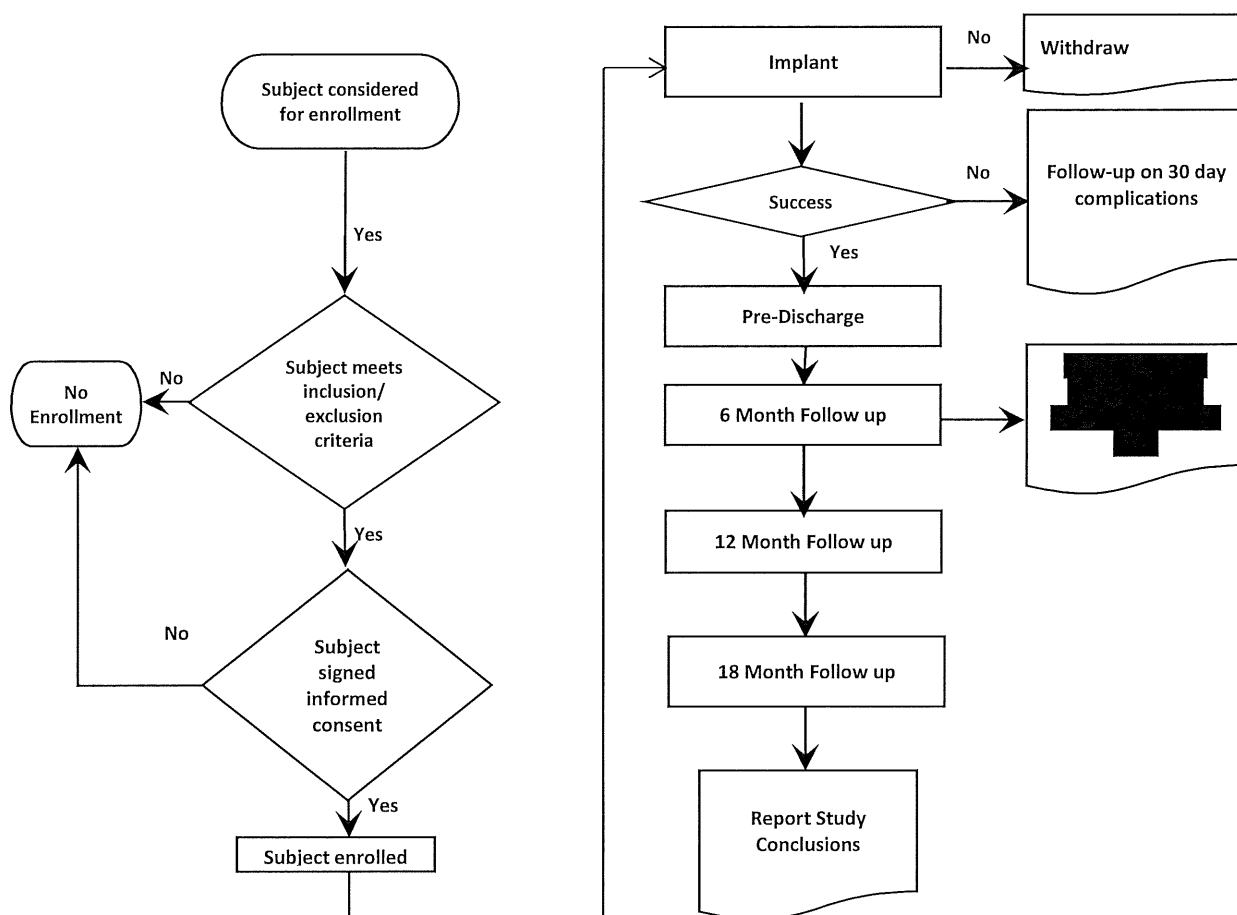 Subject considered
for enrollment
Yes
Subject meets
inclusion/
exclusion
criteria
No
No
Enrollment
Yes
Subject
signed
informed
consent
No
Yes
Subject enrolled
Implant
No
Withdraw
Success
No
Follow-up on 30 day
complications
Yes
Pre-Discharge
6 Month Follow up
12 Month Follow up
18 Month Follow up
Report Study
Conclusions